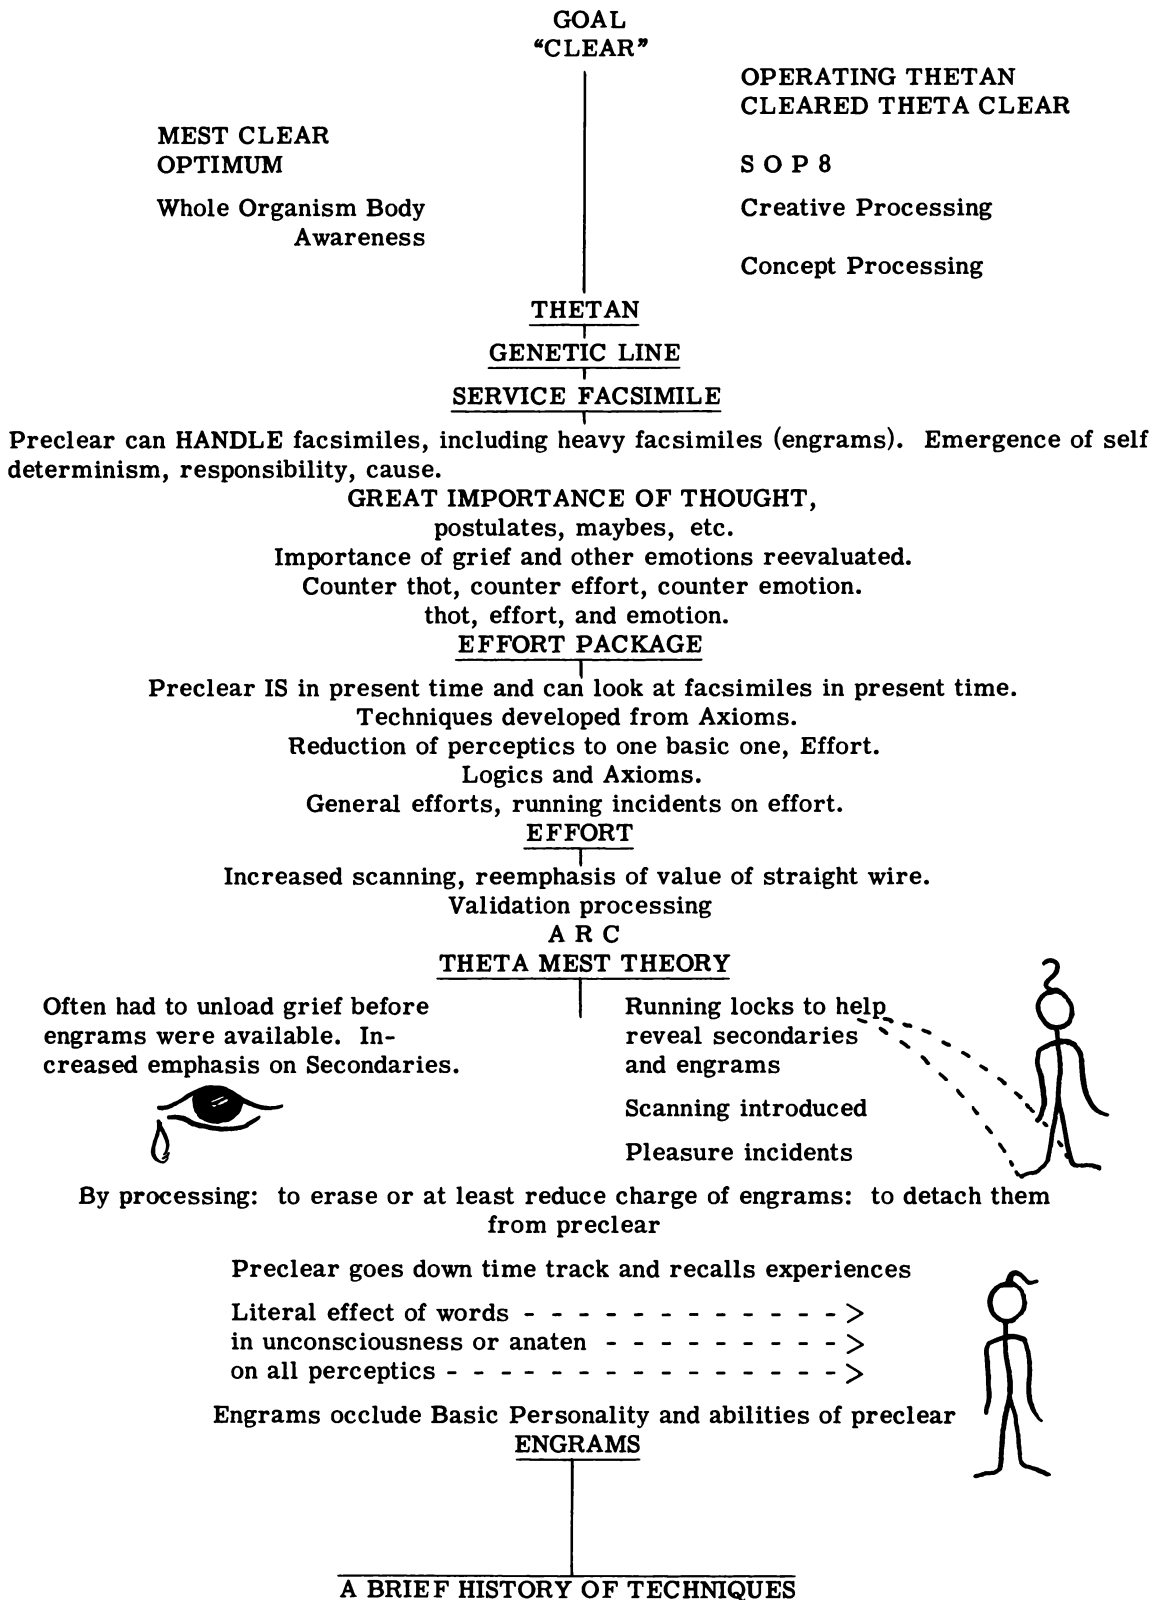 GOAL
“CLEAR”
OPERATING THETAN
CLEARED THETA CLEAR
MEST CLEAR
OPTIMUM
S O P 8
Whole Organism Body
Awareness
Creative Processing
Concept Processing
THETAN
GENETIC LINE
SERVICE FACSIMILE
Preclear can HANDLE facsimiles, including heavy facsimiles (engrams). Emergence of self
determinism, responsibility, cause.
GREAT IMPORTANCE OF THOUGHT,
postulates, maybes, etc.
Importance of grief and other emotions reevaluated.
Counter thot, counter effort, counter emotion.
thot, effort, and emotion.
EFFORT PACKAGE
Preclear IS in present time and can look at facsimiles in present time.
Techniques developed from Axioms.
Reduction of perceptics to one basic one, Effort.
Logics and Axioms.
General efforts, running incidents on effort.
EFFORT
Increased scanning, reemphasis of value of straight wire.
Validation processing
A R C
THETA MEST THEORY
Often had to unload grief before
engrams were available. In-
creased emphasis on Secondaries.
Running locks to help
reveal secondaries
and engrams
Scanning introduced
Pleasure incidents
By processing: to erase or at least reduce charge of engrams: to detach them
from preclear
Preclear goes down time track and recalls experiences
Literal effect of words - - - - - - - - - - - - >
in unconsciousness or anaten - - - - - - - - - >
on all perceptics - - - - - - - - - - - - - - - >
Engrams occlude Basic Personality and abilities of preclear
ENGRAMS
A BRIEF HISTORY OF TECHNIQUES